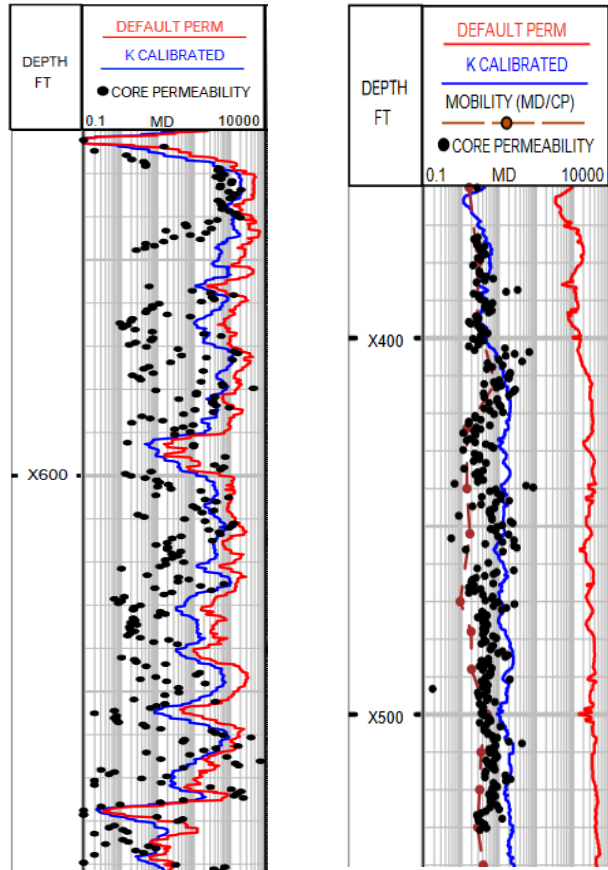 DEFAULT PERM
K CALIBRATED
CORE PERMEABILITY
DEPTH
FT
0.1 MD 10000
X600
DEFAULT PERM
K CALIBRATED
MOBILITY (MD/CP)
CORE PERMEABILITY
DEPTH
FT
0.1 MD 10000
X400
X500